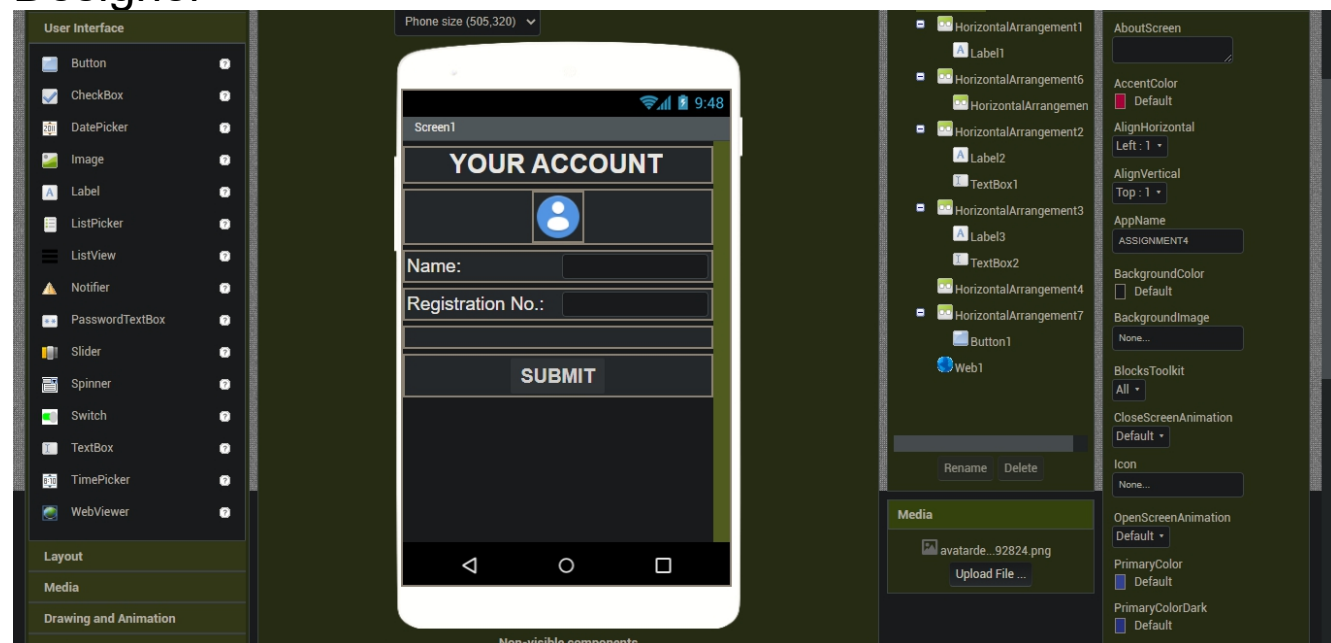 Designer
User Interface
Button
CheckBox
DatePicker
Image
Label
ListPicker
ListView
Notifier
PasswordTextBox
Slider
Spinner
Switch
TextBox
TimePicker
WebViewer
Layout
Media
Drawing and Animation
Phone size (505,320)
9:48
Screen1
YOUR ACCOUNT
Name:
Registration No.:
SUBMIT
Non-visible components
HorizontalArrangement1
Label1
HorizontalArrangement6
HorizontalArrangemen
HorizontalArrangement2
Label2
TextBox1
HorizontalArrangement3
Label3
TextBox2
HorizontalArrangement4
HorizontalArrangement7
Button1
Web1
Rename Delete
Media
avatarde...92824.png
Upload File ...
AboutScreen
AccentColor
Default
AlignHorizontal
Left : 1
AlignVertical
Top : 1
AppName
ASSIGNMENT4
BackgroundColor
Default
BackgroundImage
None...
BlocksToolkit
All
CloseScreenAnimation
Default
Icon
None...
OpenScreenAnimation
Default
PrimaryColor
Default
PrimaryColorDark
Default